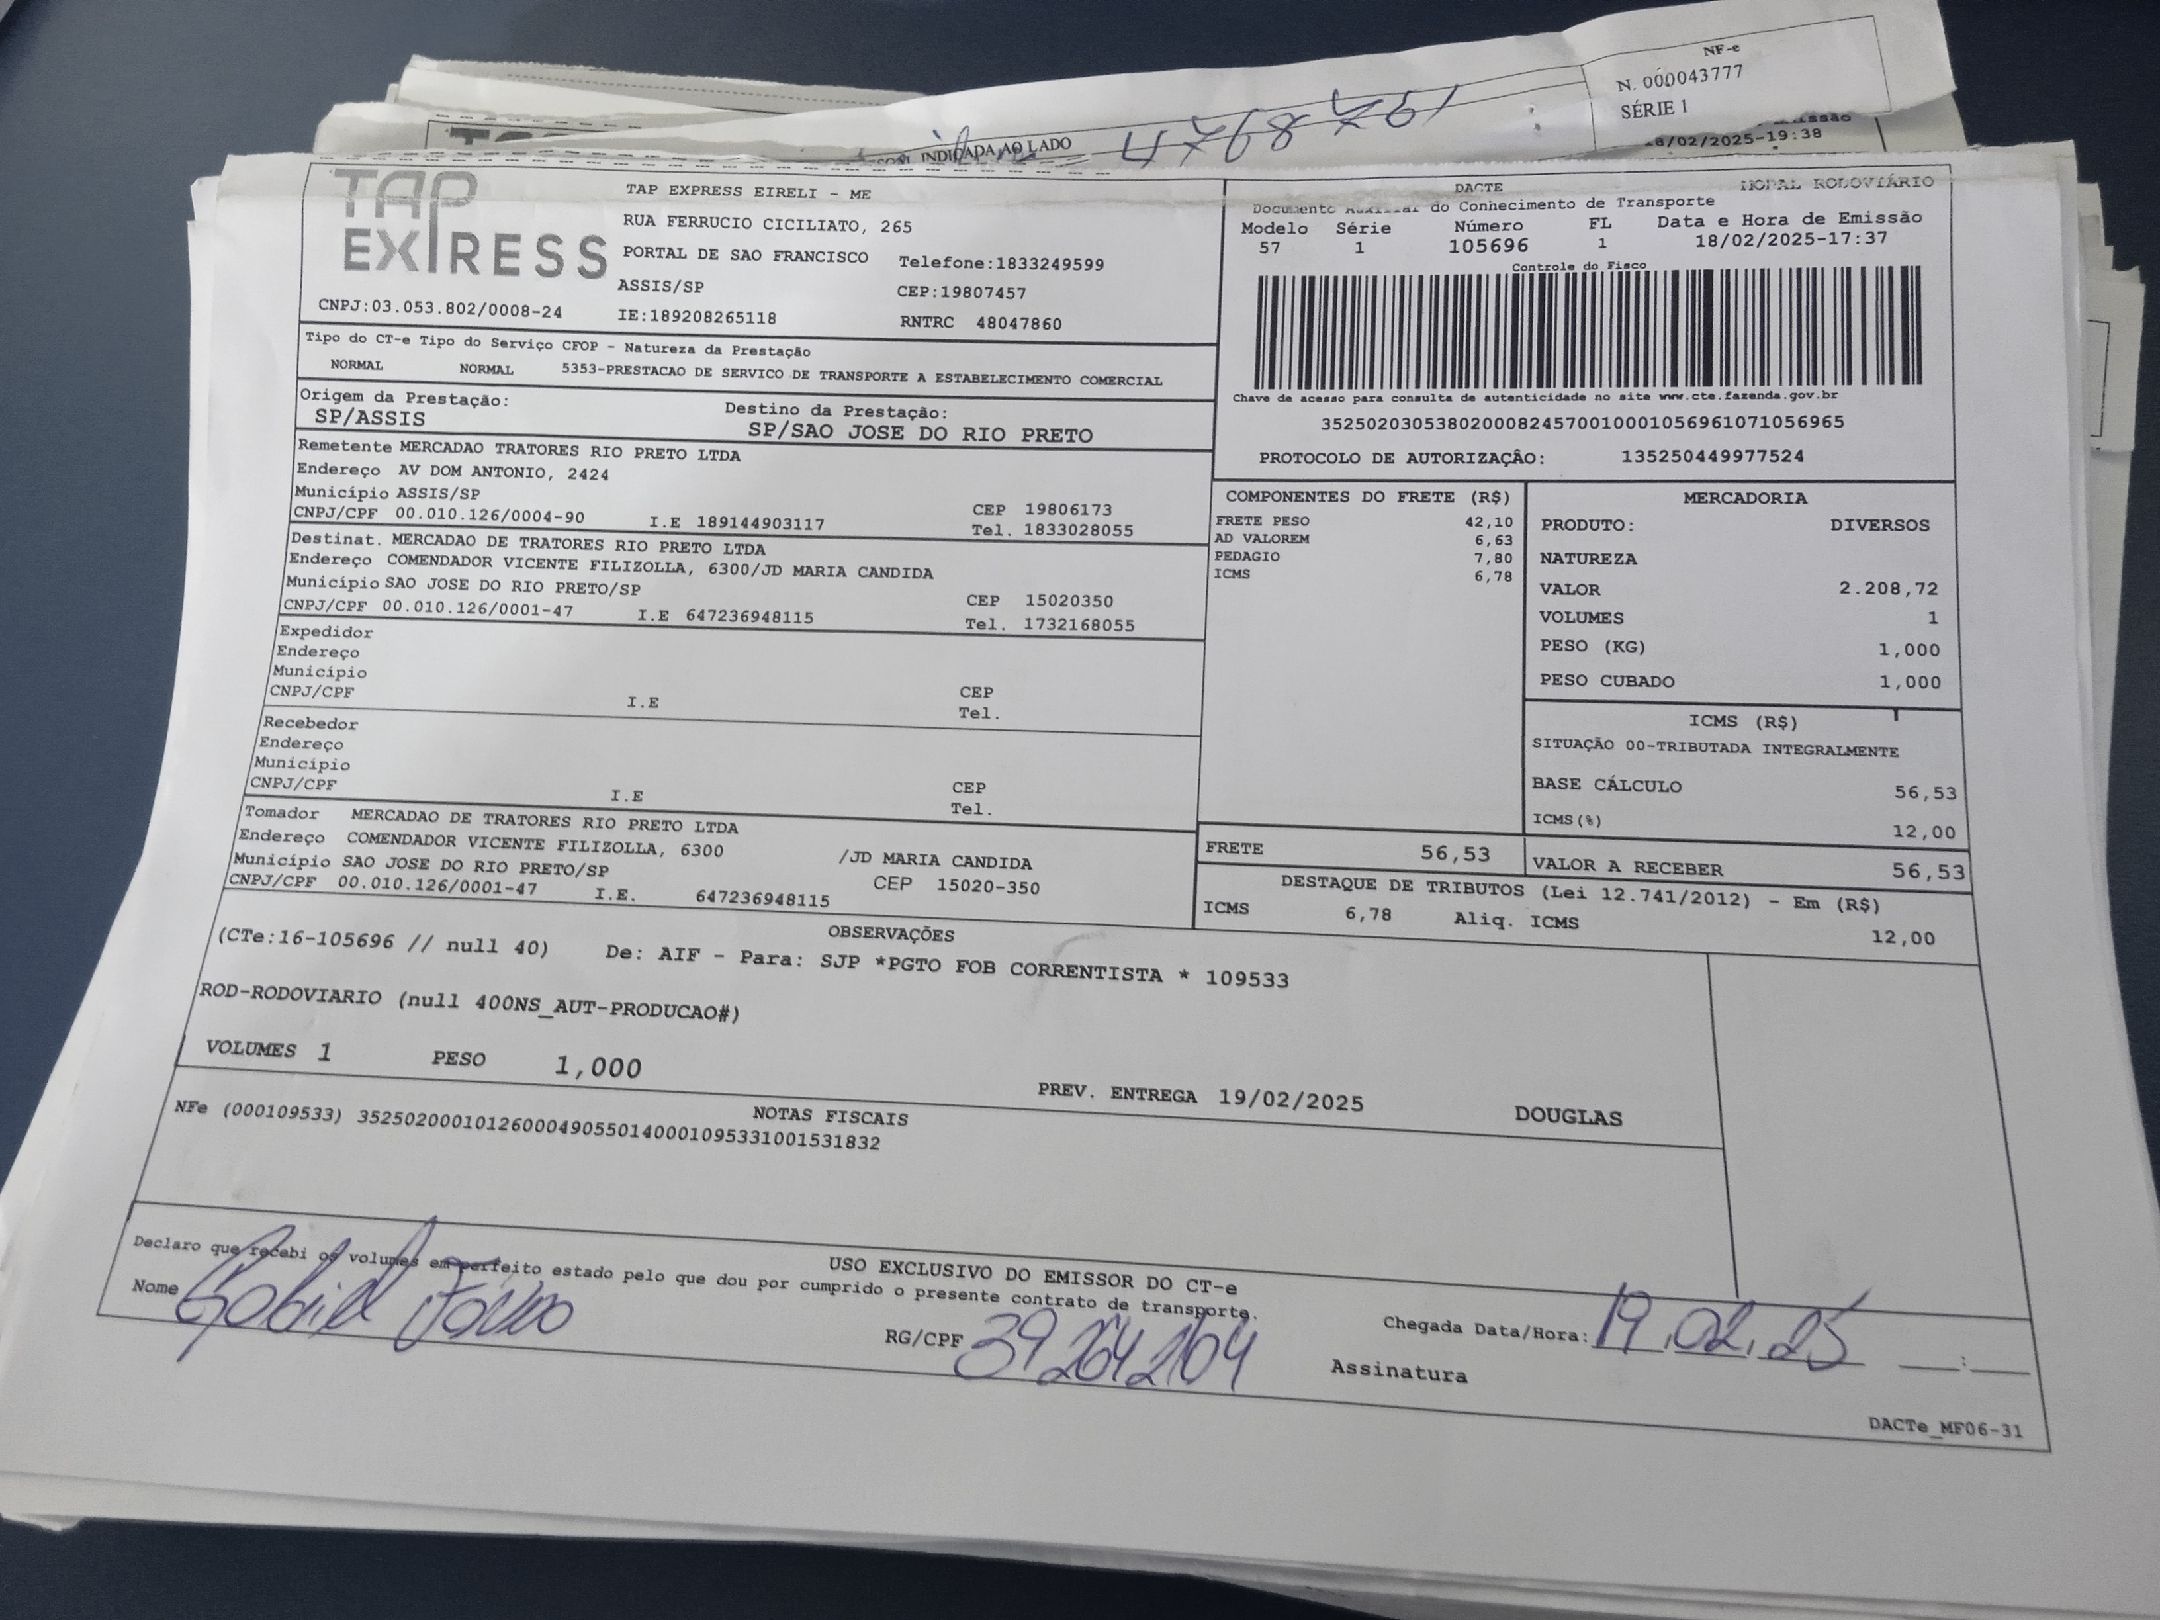 NF-e
N. 000043777
SÉRIE 1
INDICADA AO LADO
4768761
18/02/2025-19:38
TAP EXPRESS
TAP EXPRESS EIRELI - ME
RUA FERRUCIO CICILIATO, 265
PORTAL DE SAO FRANCISCO Telefone:1833249599
ASSIS/SP CEP:19807457
CNPJ:03.053.802/0008-24 IE:189208265118 RNTRC 48047860
DACTE MODAL RODOVIÁRIO
Documento Auxiliar do Conhecimento de Transporte
Modelo Série Número FL Data e Hora de Emissão
57 1 105696 1 18/02/2025-17:37
Controle do Fisco
Chave de acesso para consulta de autenticidade no site www.cte.fazenda.gov.br
35250203053802000824570010001056961071056965
PROTOCOLO DE AUTORIZAÇÃO: 135250449977524
Tipo do CT-e Tipo do Serviço CFOP - Natureza da Prestação
NORMAL NORMAL 5353-PRESTACAO DE SERVICO DE TRANSPORTE A ESTABELECIMENTO COMERCIAL
Origem da Prestação: Destino da Prestação:
SP/ASSIS SP/SAO JOSE DO RIO PRETO
Remetente MERCADAO TRATORES RIO PRETO LTDA
Endereço AV DOM ANTONIO, 2424
Município ASSIS/SP CEP 19806173
CNPJ/CPF 00.010.126/0004-90 I.E 189144903117 Tel. 1833028055
Destinat. MERCADAO DE TRATORES RIO PRETO LTDA
Endereço COMENDADOR VICENTE FILIZOLLA, 6300/JD MARIA CANDIDA
Município SAO JOSE DO RIO PRETO/SP CEP 15020350
CNPJ/CPF 00.010.126/0001-47 I.E 647236948115 Tel. 1732168055
Expedidor
Endereço
Município CEP
CNPJ/CPF I.E Tel.
Recebedor
Endereço
Município CEP
CNPJ/CPF I.E Tel.
Tomador MERCADAO DE TRATORES RIO PRETO LTDA
Endereço COMENDADOR VICENTE FILIZOLLA, 6300 /JD MARIA CANDIDA
Município SAO JOSE DO RIO PRETO/SP CEP 15020-350
CNPJ/CPF 00.010.126/0001-47 I.E. 647236948115
COMPONENTES DO FRETE (R$)
FRETE PESO 42,10
AD VALOREM 6,63
PEDAGIO 7,80
ICMS 6,78
MERCADORIA
PRODUTO: DIVERSOS
NATUREZA
VALOR 2.208,72
VOLUMES 1
PESO (KG) 1,000
PESO CUBADO 1,000
ICMS (R$)
SITUAÇÃO 00-TRIBUTADA INTEGRALMENTE
BASE CÁLCULO 56,53
ICMS(%) 12,00
FRETE 56,53 VALOR A RECEBER 56,53
DESTAQUE DE TRIBUTOS (Lei 12.741/2012) - Em (R$)
ICMS 6,78 Aliq. ICMS 12,00
OBSERVAÇÕES
(CTe:16-105696 // null 40) De: AIF - Para: SJP *PGTO FOB CORRENTISTA * 109533
ROD-RODOVIARIO (null 400NS_AUT-PRODUCAO#)
VOLUMES 1 PESO 1,000 PREV. ENTREGA 19/02/2025 DOUGLAS
NOTAS FISCAIS
NFe (000109533) 35250200010126000490550140001095331001531832
USO EXCLUSIVO DO EMISSOR DO CT-e
Declaro que recebi os volumes em perfeito estado pelo que dou por cumprido o presente contrato de transporte.
Nome Gabriel RG/CPF 392642104 Chegada Data/Hora: 19.02.25 __:__
Assinatura
DACTe_MF06-31